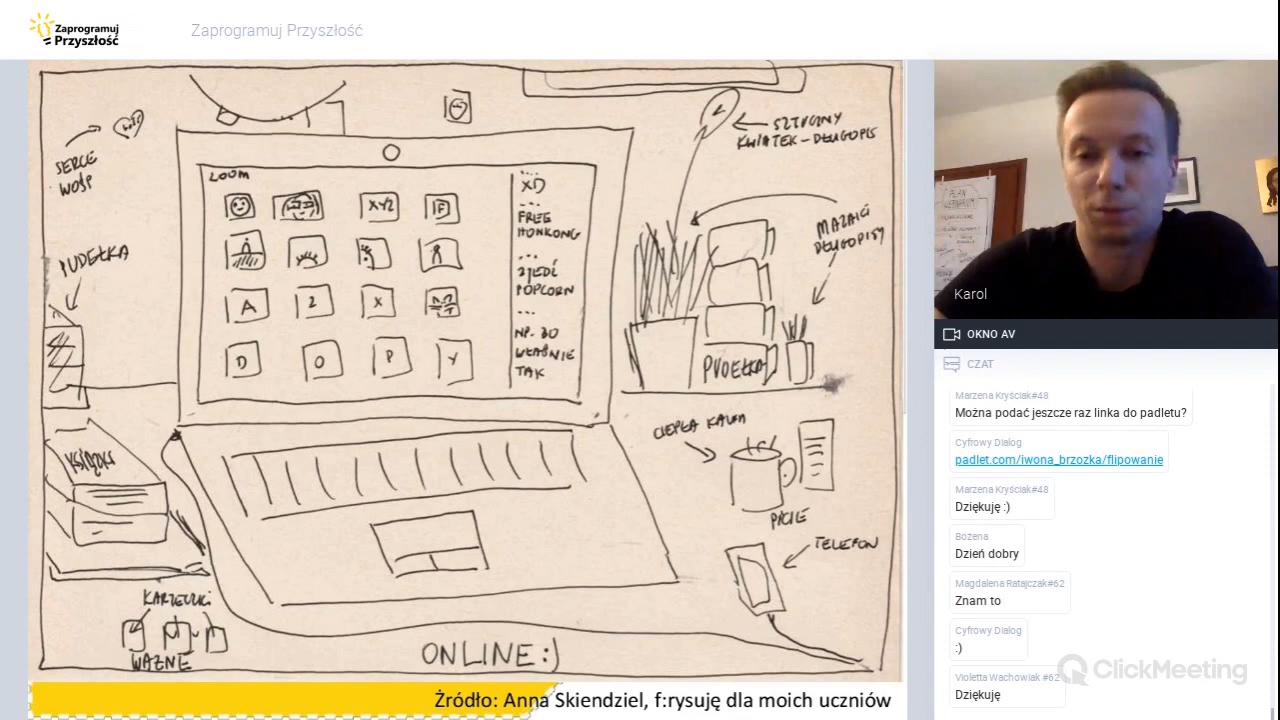 Zaprogramuj
Przyszłość
Zaprogramuj Przyszłość
SERCE
WOŚP
PUDEŁKA
KSIĄŻKI
KARTECZKI
WAŻNE
ZOOM
XYZ
A
2
X
D
O
P
Y
...
XD
...
FREE
HONKONG
...
ZJEDŹ
POPCORN
...
NP. BO
WŁAŚNIE
TAK
SZTUCZNY
KWIATEK – DŁUGOPIS
MAZAKI
DŁUGOPISY
PUDEŁKA
CIEPŁA KAWA
PICIE
TELEFON
ONLINE :)
Źródło: Anna Skiendziel, f:rysuję dla moich uczniów
PLAN
Karol
OKNO AV
CZAT
Marzena Kryściak#48
Można podać jeszcze raz linka do padletu?
Cyfrowy Dialog
padlet.com/iwona_brzozka/flipowanie
Marzena Kryściak#48
Dziękuję :)
Bożena
Dzień dobry
Magdalena Ratajczak#62
Znam to
Cyfrowy Dialog
:)
Violetta Wachowiak #62
Dziękuję
ClickMeeting